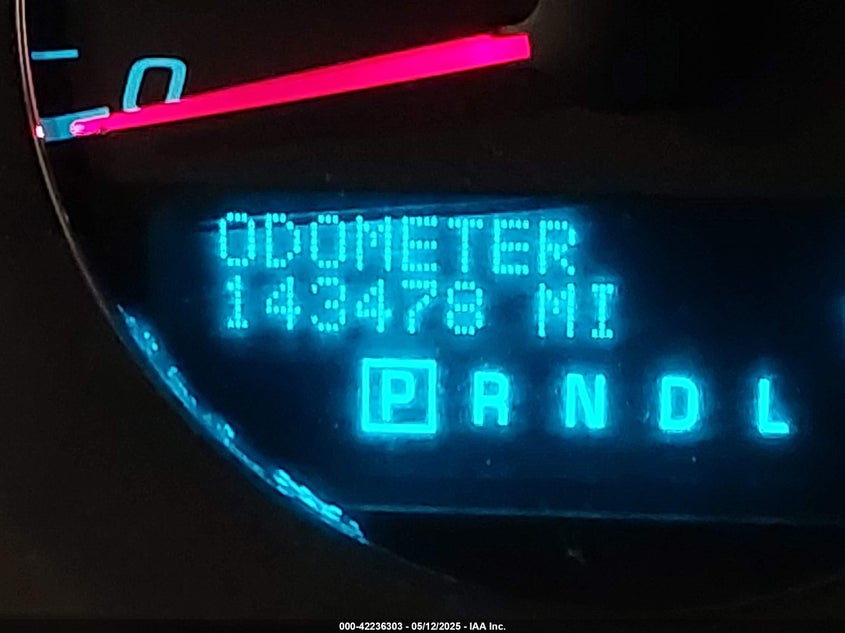 0
ODOMETER
143478 MI
P R N D L
000-42236303 - 05/12/2025 - IAA Inc.